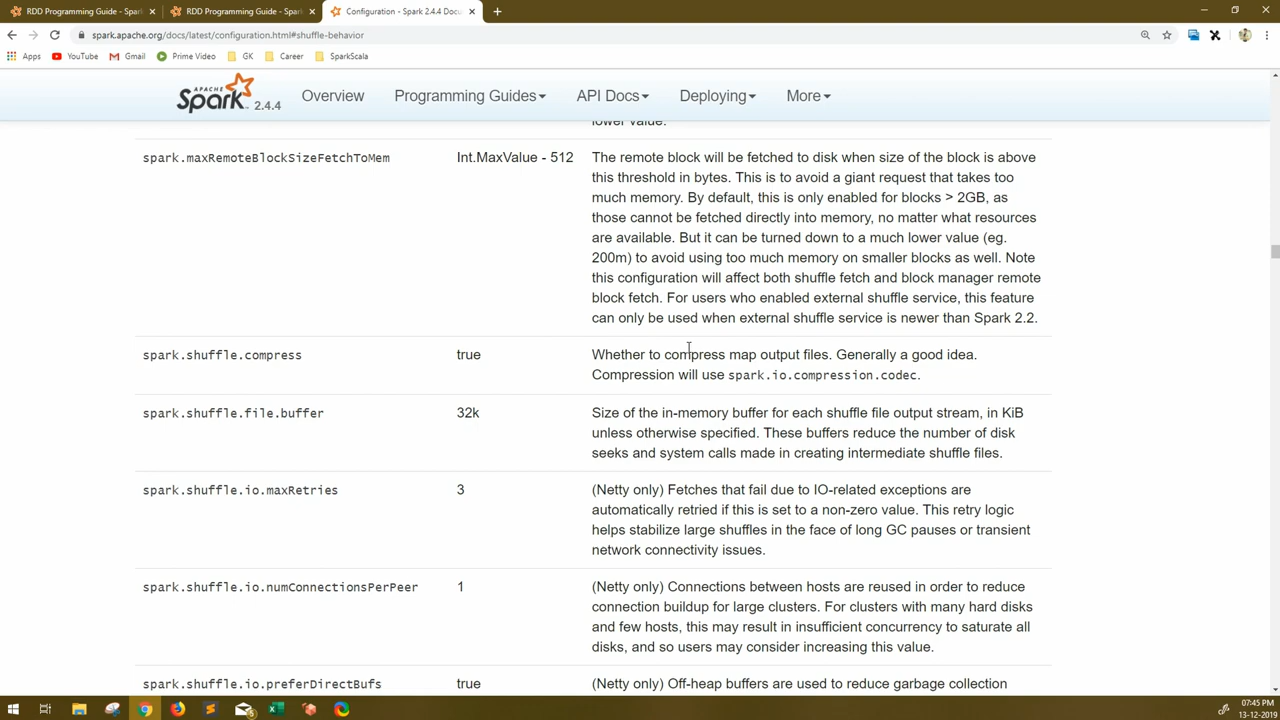 RDD Programming Guide - Spark
RDD Programming Guide - Spark
Configuration - Spark 2.4.4 Docu
spark.apache.org/docs/latest/configuration.html#shuffle-behavior
Apps
YouTube
Gmail
Prime Video
GK
Career
SparkScala
APACHE Spark 2.4.4
Overview
Programming Guides
API Docs
Deploying
More
lower value.
spark.maxRemoteBlockSizeFetchToMem
Int.MaxValue - 512
The remote block will be fetched to disk when size of the block is above
this threshold in bytes. This is to avoid a giant request that takes too
much memory. By default, this is only enabled for blocks > 2GB, as
those cannot be fetched directly into memory, no matter what resources
are available. But it can be turned down to a much lower value (eg.
200m) to avoid using too much memory on smaller blocks as well. Note
this configuration will affect both shuffle fetch and block manager remote
block fetch. For users who enabled external shuffle service, this feature
can only be used when external shuffle service is newer than Spark 2.2.
spark.shuffle.compress
true
Whether to compress map output files. Generally a good idea.
Compression will use spark.io.compression.codec.
spark.shuffle.file.buffer
32k
Size of the in-memory buffer for each shuffle file output stream, in KiB
unless otherwise specified. These buffers reduce the number of disk
seeks and system calls made in creating intermediate shuffle files.
spark.shuffle.io.maxRetries
3
(Netty only) Fetches that fail due to IO-related exceptions are
automatically retried if this is set to a non-zero value. This retry logic
helps stabilize large shuffles in the face of long GC pauses or transient
network connectivity issues.
spark.shuffle.io.numConnectionsPerPeer
1
(Netty only) Connections between hosts are reused in order to reduce
connection buildup for large clusters. For clusters with many hard disks
and few hosts, this may result in insufficient concurrency to saturate all
disks, and so users may consider increasing this value.
spark.shuffle.io.preferDirectBufs
true
(Netty only) Off-heap buffers are used to reduce garbage collection
07:45 PM
13-12-2019